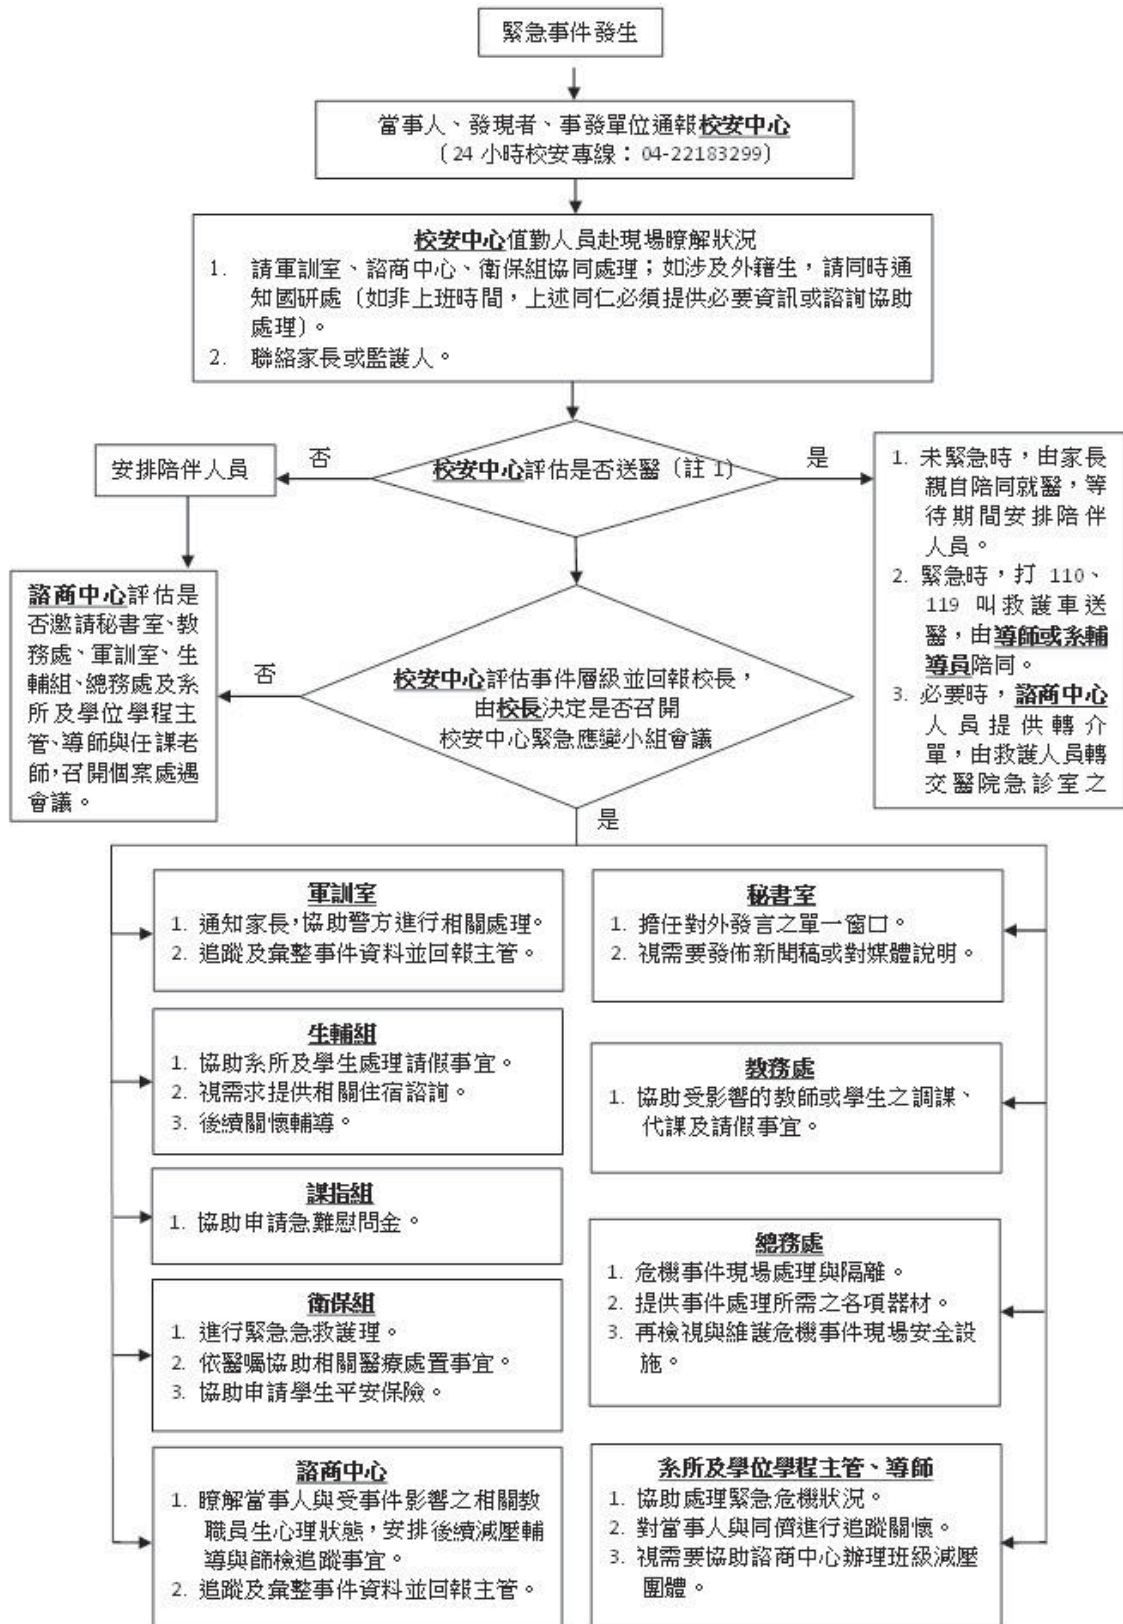 緊急事件發生
當事人、發現者、事發單位通報校安中心
（24 小時校安專線：04-22183299）
校安中心值勤人員赴現場瞭解狀況
1. 請軍訓室、諮商中心、衛保組協同處理；如涉及外籍生，請同時通
知國研處（如非上班時間，上述同仁必須提供必要資訊或諮詢協助
處理）。
2. 聯絡家長或監護人。
校安中心評估是否送醫（註 1）
否
是
安排陪伴人員
1. 未緊急時，由家長
親自陪同就醫，等
待期間安排陪伴
人員。
2. 緊急時，打 110、
119 叫救護車送
醫，由導師或系輔
導員陪同。
3. 必要時，諮商中心
人員提供轉介
單，由救護人員轉
交醫院急診室之
諮商中心評估是
否邀請秘書室、教
務處、軍訓室、生
輔組、總務處及系
所及學位學程主
管、導師與任課老
師，召開個案處遇
會議。
否
校安中心評估事件層級並回報校長，
由校長決定是否召開
校安中心緊急應變小組會議
是
軍訓室
1. 通知家長，協助警方進行相關處理。
2. 追蹤及彙整事件資料並回報主管。
生輔組
1. 協助系所及學生處理請假事宜。
2. 視需求提供相關住宿諮詢。
3. 後續關懷輔導。
課指組
1. 協助申請急難慰問金。
衛保組
1. 進行緊急急救護理。
2. 依醫囑協助相關醫療處置事宜。
3. 協助申請學生平安保險。
諮商中心
1. 瞭解當事人與受事件影響之相關教
職員生心理狀態，安排後續減壓輔
導與篩檢追蹤事宜。
2. 追蹤及彙整事件資料並回報主管。
秘書室
1. 擔任對外發言之單一窗口。
2. 視需要發佈新聞稿或對媒體說明。
教務處
1. 協助受影響的教師或學生之調課、
代課及請假事宜。
總務處
1. 危機事件現場處理與隔離。
2. 提供事件處理所需之各項器材。
3. 再檢視與維護危機事件現場安全設
施。
系所及學位學程主管、導師
1. 協助處理緊急危機狀況。
2. 對當事人與同儕進行追蹤關懷。
3. 視需要協助諮商中心辦理班級減壓
團體。